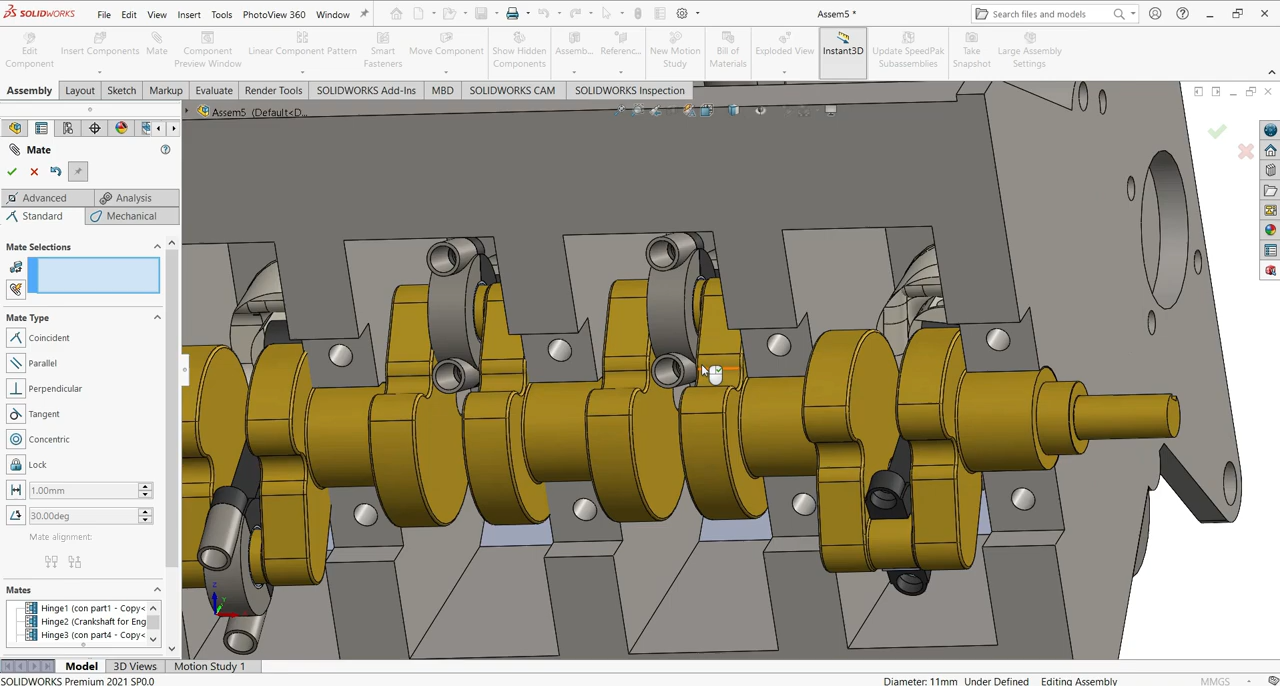 SOLIDWORKS File Edit View Insert Tools PhotoView 360 Window Assem5 * Search files and models
Edit Component
Insert Components
Mate
Component Preview Window
Linear Component Pattern
Smart Fasteners
Move Component
Show Hidden Components
Assemb...
Referenc...
New Motion Study
Bill of Materials
Exploded View
Instant3D
Update SpeedPak Subassemblies
Take Snapshot
Large Assembly Settings
Assembly Layout Sketch Markup Evaluate Render Tools SOLIDWORKS Add-Ins MBD SOLIDWORKS CAM SOLIDWORKS Inspection
Assem5 (Default<D...
Mate
Advanced Analysis
Standard Mechanical
Mate Selections
Mate Type
Coincident
Parallel
Perpendicular
Tangent
Concentric
Lock
1.00mm
30.00deg
Mate alignment:
Mates
Hinge1 (con part1 - Copy<
Hinge2 (Crankshaft for Eng
Hinge3 (con part4 - Copy<
Model 3D Views Motion Study 1
SOLIDWORKS Premium 2021 SP0.0 Diameter: 11mm Under Defined Editing Assembly MMGS